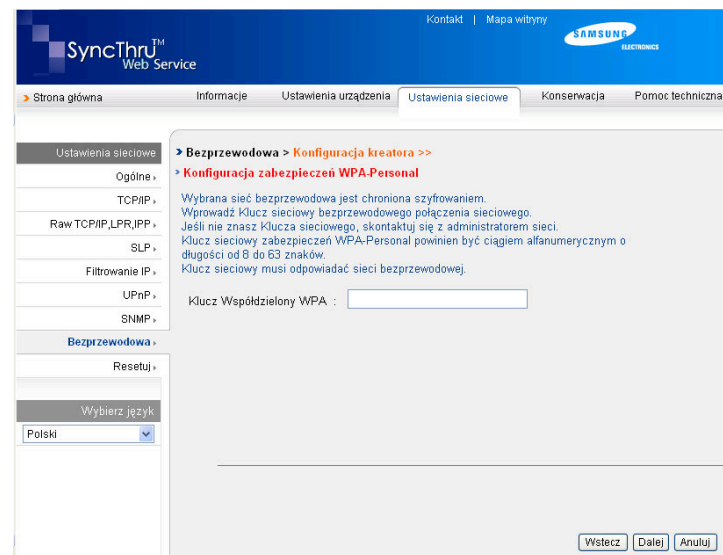 Kontakt | Mapa witryny
SAMSUNG
ELECTRONICS
SyncThru™
Web Service
Strona główna
Informacje
Ustawienia urządzenia
Ustawienia sieciowe
Konserwacja
Pomoc techniczna
Ustawienia sieciowe
Ogólne
TCP/IP
Raw TCP/IP,LPR,IPP
SLP
Filtrowanie IP
UPnP
SNMP
Bezprzewodowa
Resetuj
Wybierz język
Polski
Bezprzewodowa > Konfiguracja kreatora >>
Konfiguracja zabezpieczeń WPA-Personal
Wybrana sieć bezprzewodowa jest chroniona szyfrowaniem.
Wprowadź Klucz sieciowy bezprzewodowego połączenia sieciowego.
Jeśli nie znasz Klucza sieciowego, skontaktuj się z administratorem sieci.
Klucz sieciowy zabezpieczeń WPA-Personal powinien być ciągiem alfanumerycznym o
długości od 8 do 63 znaków.
Klucz sieciowy musi odpowiadać sieci bezprzewodowej.
Klucz Współdzielony WPA :
Wstecz
Dalej
Anuluj